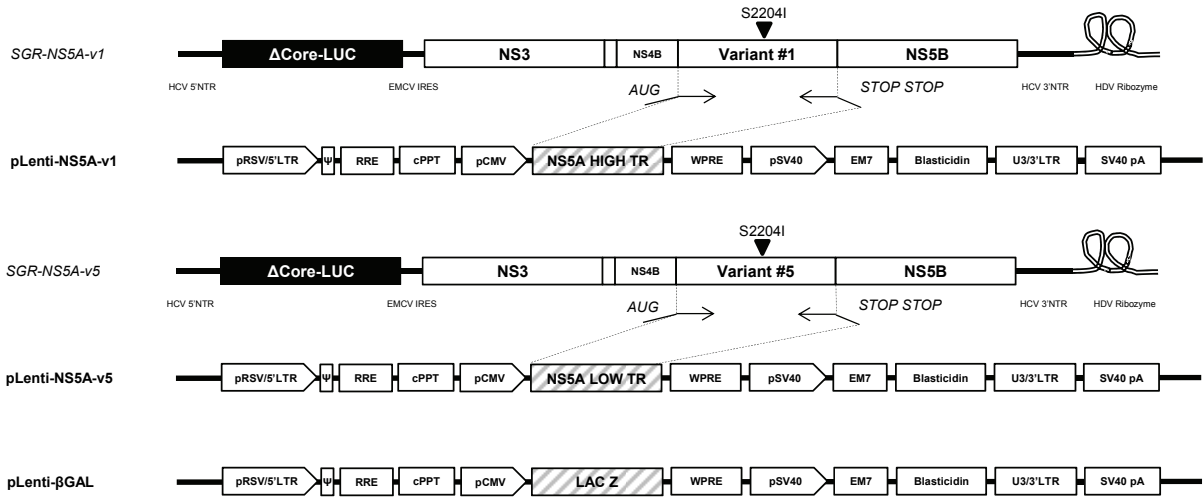 S2204I
SGR-NS5A-v1 ΔCore-LUC NS3 NS4B Variant #1 NS5B
HCV 5'NTR EMCV IRES AUG STOP STOP HCV 3'NTR HDV Ribozyme
pLenti-NS5A-v1 pRSV/5'LTR Ψ RRE cPPT pCMV NS5A HIGH TR WPRE pSV40 EM7 Blasticidin U3/3'LTR SV40 pA
S2204I
SGR-NS5A-v5 ΔCore-LUC NS3 NS4B Variant #5 NS5B
HCV 5'NTR EMCV IRES AUG STOP STOP HCV 3'NTR HDV Ribozyme
pLenti-NS5A-v5 pRSV/5'LTR Ψ RRE cPPT pCMV NS5A LOW TR WPRE pSV40 EM7 Blasticidin U3/3'LTR SV40 pA
pLenti-βGAL pRSV/5'LTR Ψ RRE cPPT pCMV LAC Z WPRE pSV40 EM7 Blasticidin U3/3'LTR SV40 pA